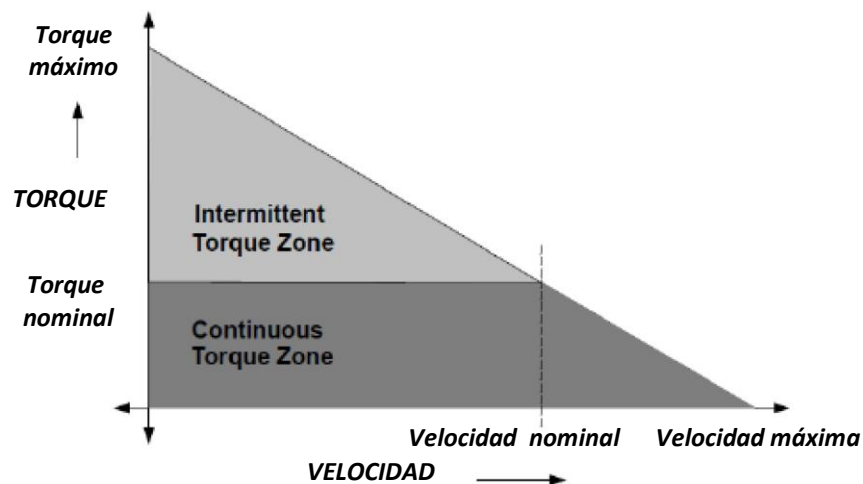 Torque
máximo
TORQUE
Intermittent
Torque Zone
Torque
nominal
Continuous
Torque Zone
Velocidad nominal
Velocidad máxima
VELOCIDAD